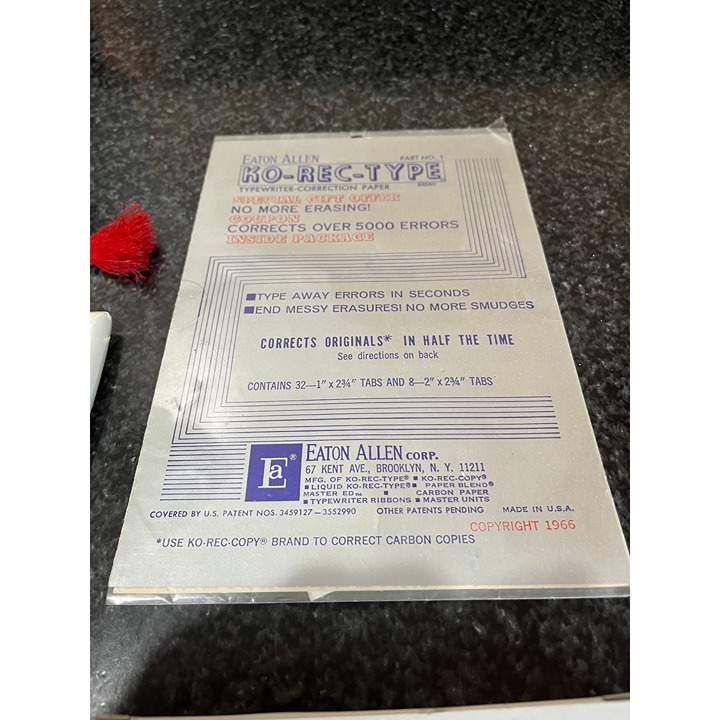 EATON ALLEN
PART NO. 1
KO-REC-TYPE
TYPEWRITER-CORRECTION PAPER
SPECIAL GIFT OFFER
NO MORE ERASING!
COUPON
CORRECTS OVER 5000 ERRORS
INSIDE PACKAGE
■TYPE AWAY ERRORS IN SECONDS
■END MESSY ERASURES! NO MORE SMUDGES
CORRECTS ORIGINALS* IN HALF THE TIME
See directions on back
CONTAINS 32—1" x 2¾" TABS AND 8—2" x 2¾" TABS
Ea®
EATON ALLEN CORP.
67 KENT AVE., BROOKLYN, N. Y. 11211
MFG. OF KO-REC-TYPE® ■ KO-REC-COPY®
■ LIQUID KO-REC-TYPE® ■ PAPER BLEND®
MASTER ED™ ■ CARBON PAPER
■ TYPEWRITER RIBBONS ■ MASTER UNITS
COVERED BY U.S. PATENT NOS. 3459127—3552990 OTHER PATENTS PENDING MADE IN U.S.A.
COPYRIGHT 1966
*USE KO-REC-COPY® BRAND TO CORRECT CARBON COPIES